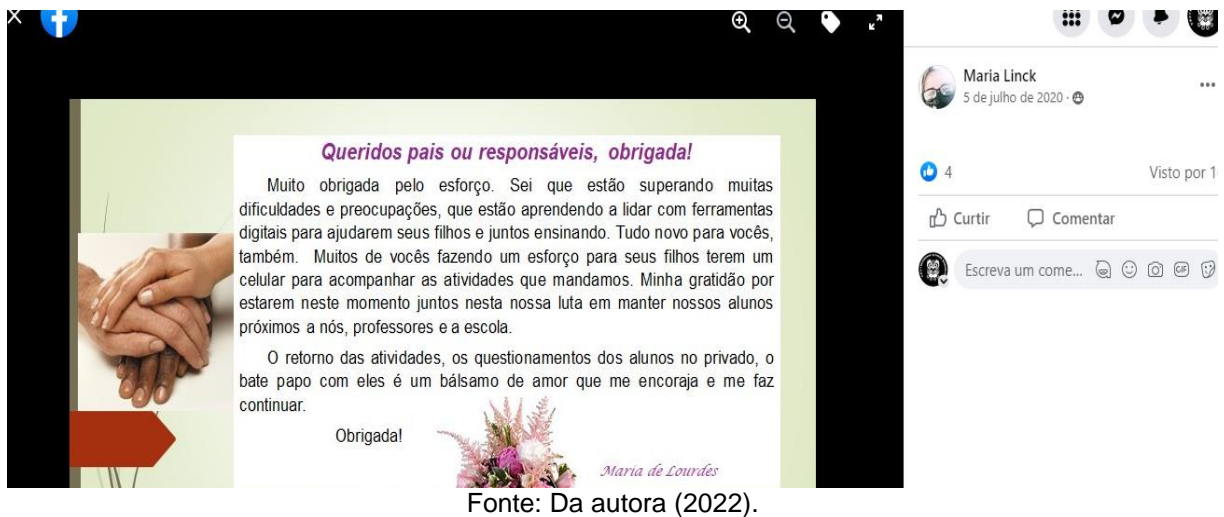 Queridos pais ou responsáveis, obrigada!
Muito obrigada pelo esforço. Sei que estão superando muitas
dificuldades e preocupações, que estão aprendendo a lidar com ferramentas
digitais para ajudarem seus filhos e juntos ensinando. Tudo novo para vocês,
também. Muitos de vocês fazendo um esforço para seus filhos terem um
celular para acompanhar as atividades que mandamos. Minha gratidão por
estarem neste momento juntos nesta nossa luta em manter nossos alunos
próximos a nós, professores e a escola.
O retorno das atividades, os questionamentos dos alunos no privado, o
bate papo com eles é um bálsamo de amor que me encoraja e me faz
continuar.
Obrigada!
Maria de Lourdes
Maria Linck
5 de julho de 2020
4
Visto por 1
Curtir
Comentar
Escreva um come...
GIF
Fonte: Da autora (2022).